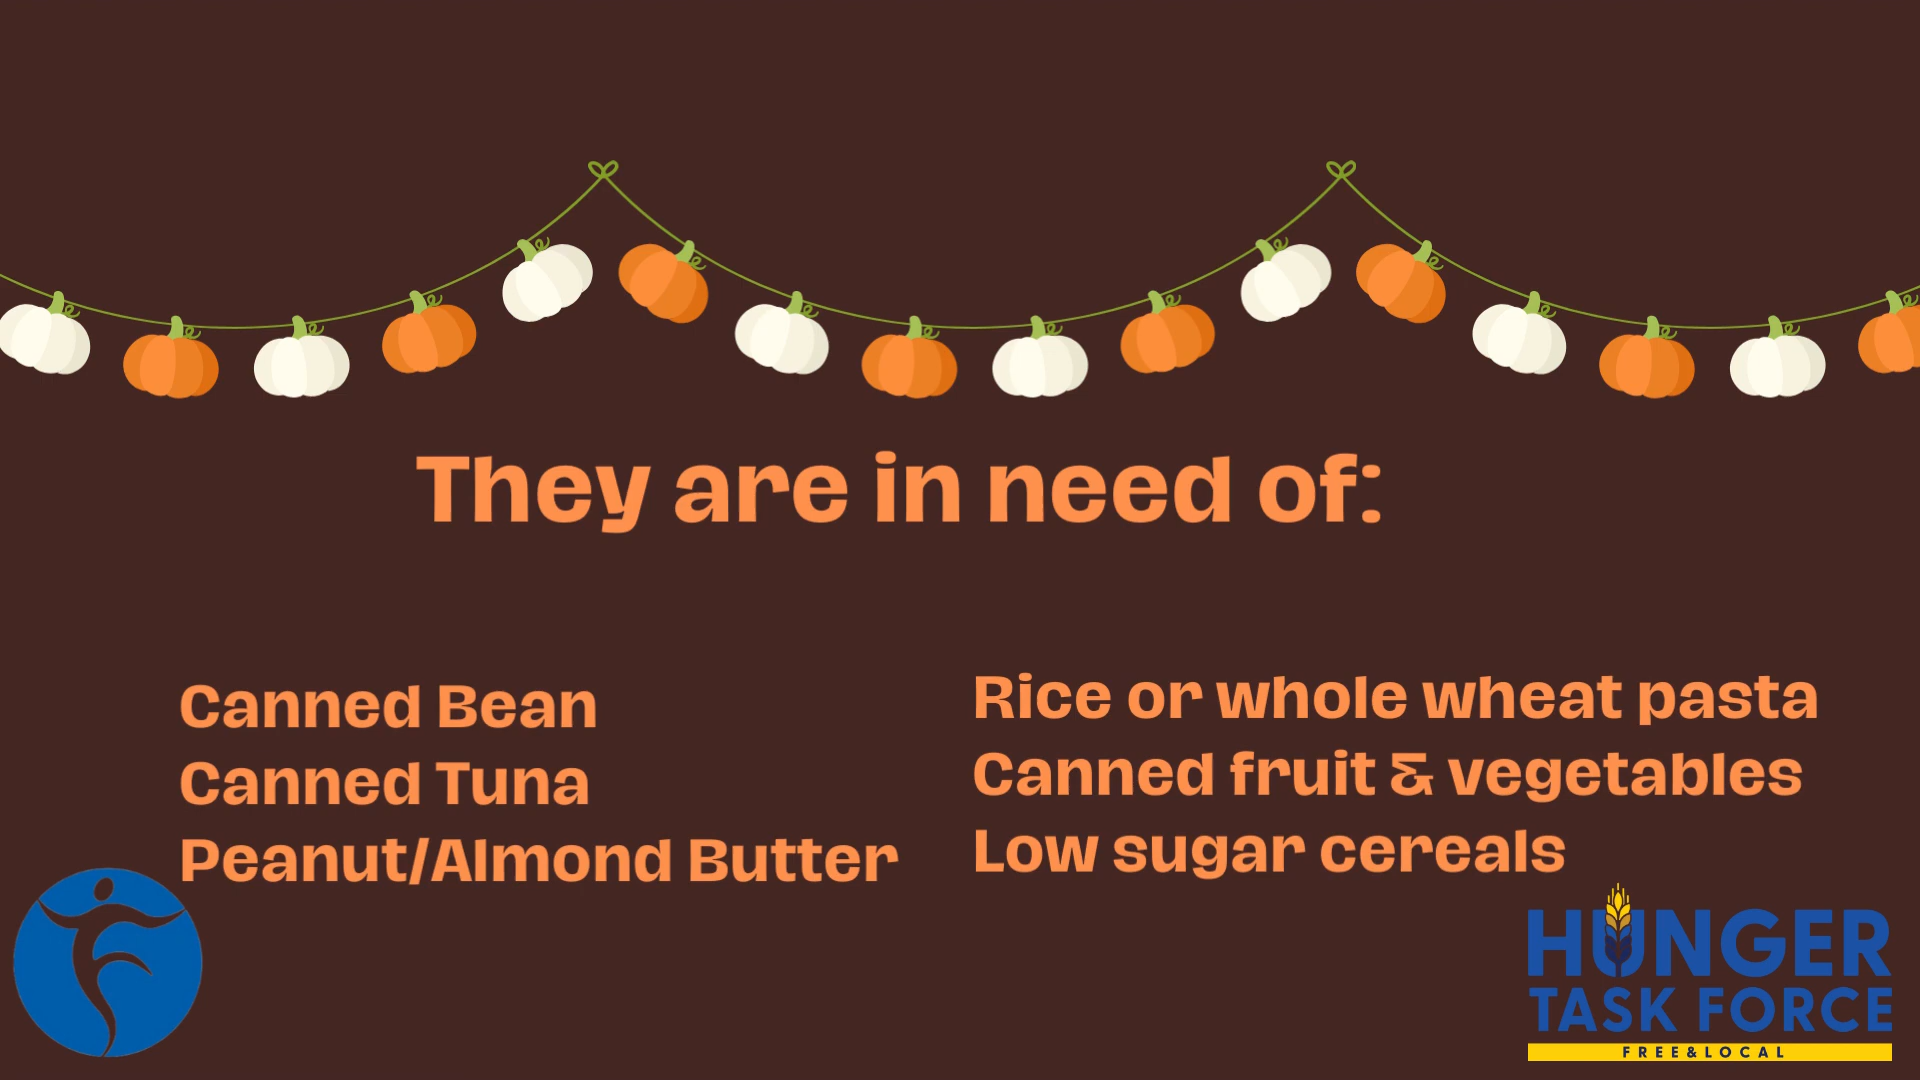 They are in need of:
Canned Bean
Canned Tuna
Peanut/Almond Butter
Rice or whole wheat pasta
Canned fruit & vegetables
Low sugar cereals
HUNGER
TASK FORCE
FREE&LOCAL